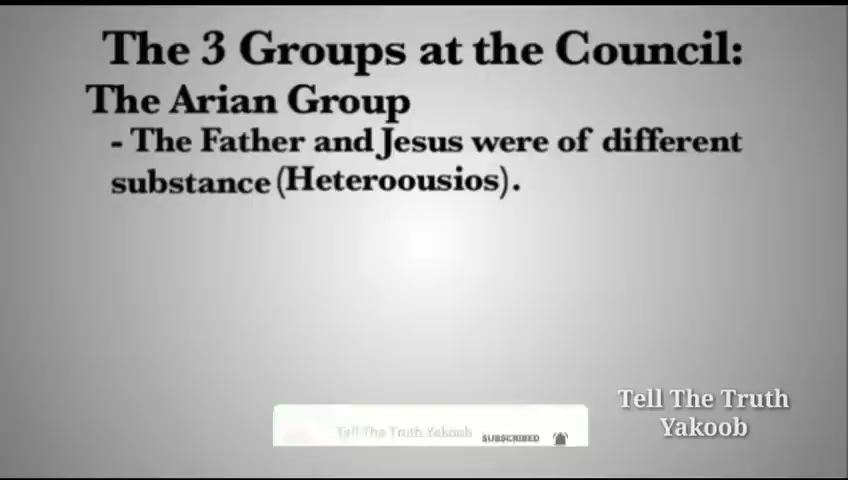 The 3 Groups at the Council:
The Arian Group
- The Father and Jesus were of different
substance (Heteroousios).
Tell The Truth
Yakoob
Tell The Truth Yakoob SUBSCRIBED